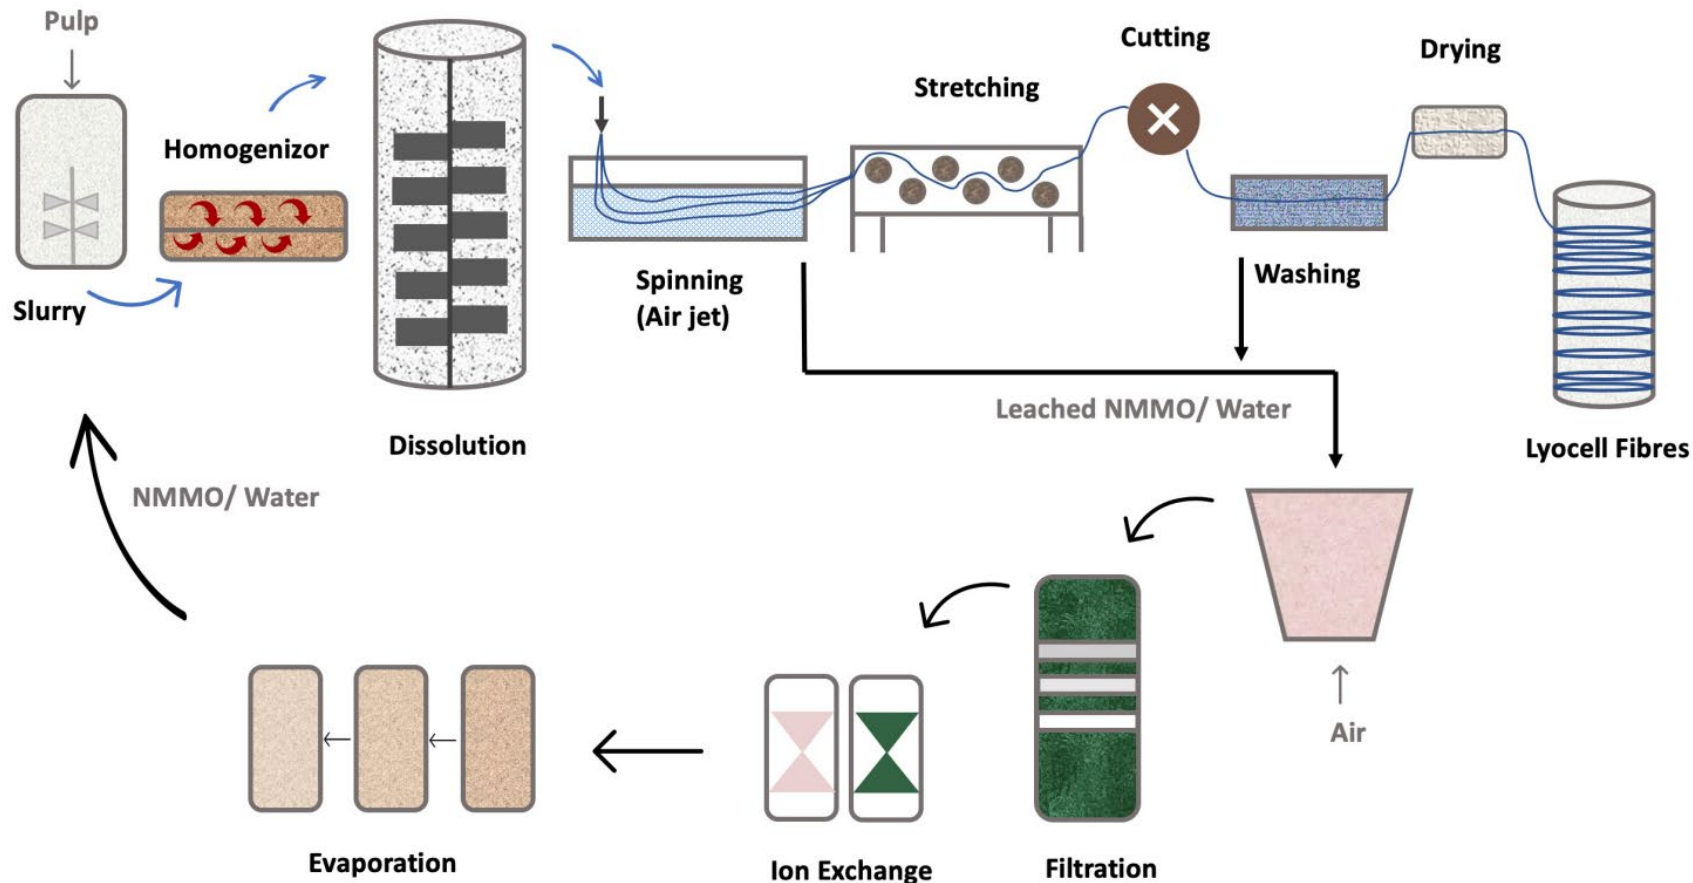 Pulp
Slurry
Homogenizor
Dissolution
Spinning
(Air jet)
Stretching
Cutting
Washing
Drying
Lyocell Fibres
Leached NMMO/ Water
Air
Filtration
Ion Exchange
Evaporation
NMMO/ Water